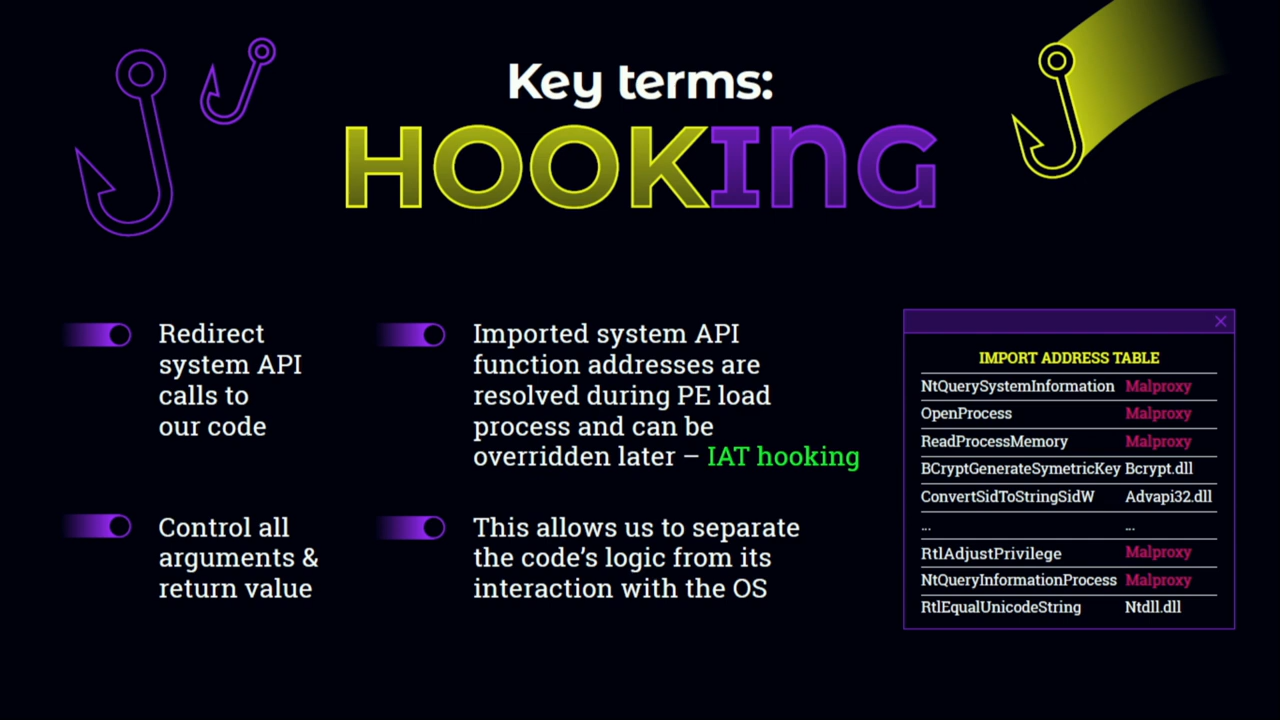 Key terms:
HOOKING
Redirect
system API
calls to
our code
Imported system API
function addresses are
resolved during PE load
process and can be
overridden later – IAT hooking
Control all
arguments &
return value
This allows us to separate
the code's logic from its
interaction with the OS
IMPORT ADDRESS TABLE
NtQuerySystemInformation Malproxy
OpenProcess Malproxy
ReadProcessMemory Malproxy
BCryptGenerateSymetricKey Bcrypt.dll
ConvertSidToStringSidW Advapi32.dll
... ...
RtlAdjustPrivilege Malproxy
NtQueryInformationProcess Malproxy
RtlEqualUnicodeString Ntdll.dll